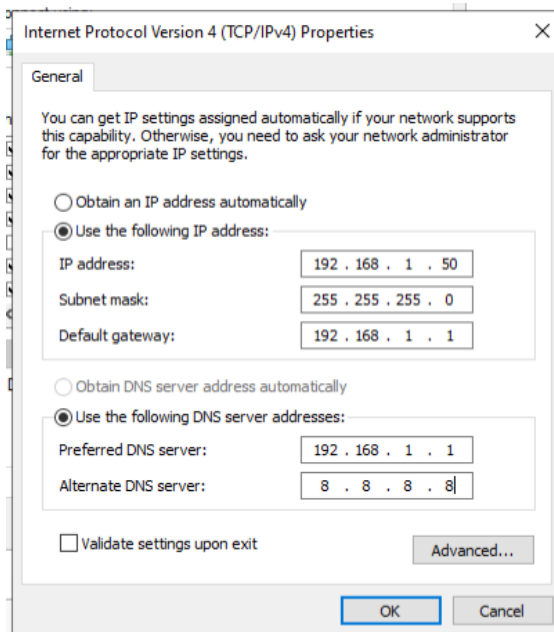 Internet Protocol Version 4 (TCP/IPv4) Properties
General
You can get IP settings assigned automatically if your network supports
this capability. Otherwise, you need to ask your network administrator
for the appropriate IP settings.
Obtain an IP address automatically
Use the following IP address:
IP address: 192 . 168 . 1 . 50
Subnet mask: 255 . 255 . 255 . 0
Default gateway: 192 . 168 . 1 . 1
Obtain DNS server address automatically
Use the following DNS server addresses:
Preferred DNS server: 192 . 168 . 1 . 1
Alternate DNS server: 8 . 8 . 8 . 8
Validate settings upon exit
Advanced...
OK Cancel